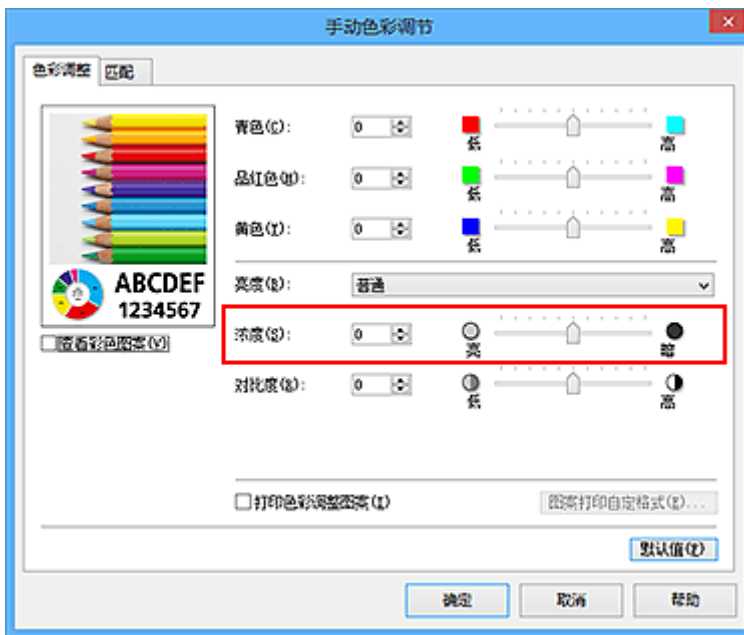 手动色彩调节
色彩调整 匹配
青色(C): 0 低 高
品红色(M): 0 低 高
黄色(Y): 0 低 高
亮度(B): 普通
浓度(S): 0 亮 暗
对比度(R): 0 低 高
ABCDEF
1234567
查看彩色图案(V)
打印色彩调整图案(I) 图案打印自定格式(E)...
默认值(F)
确定 取消 帮助